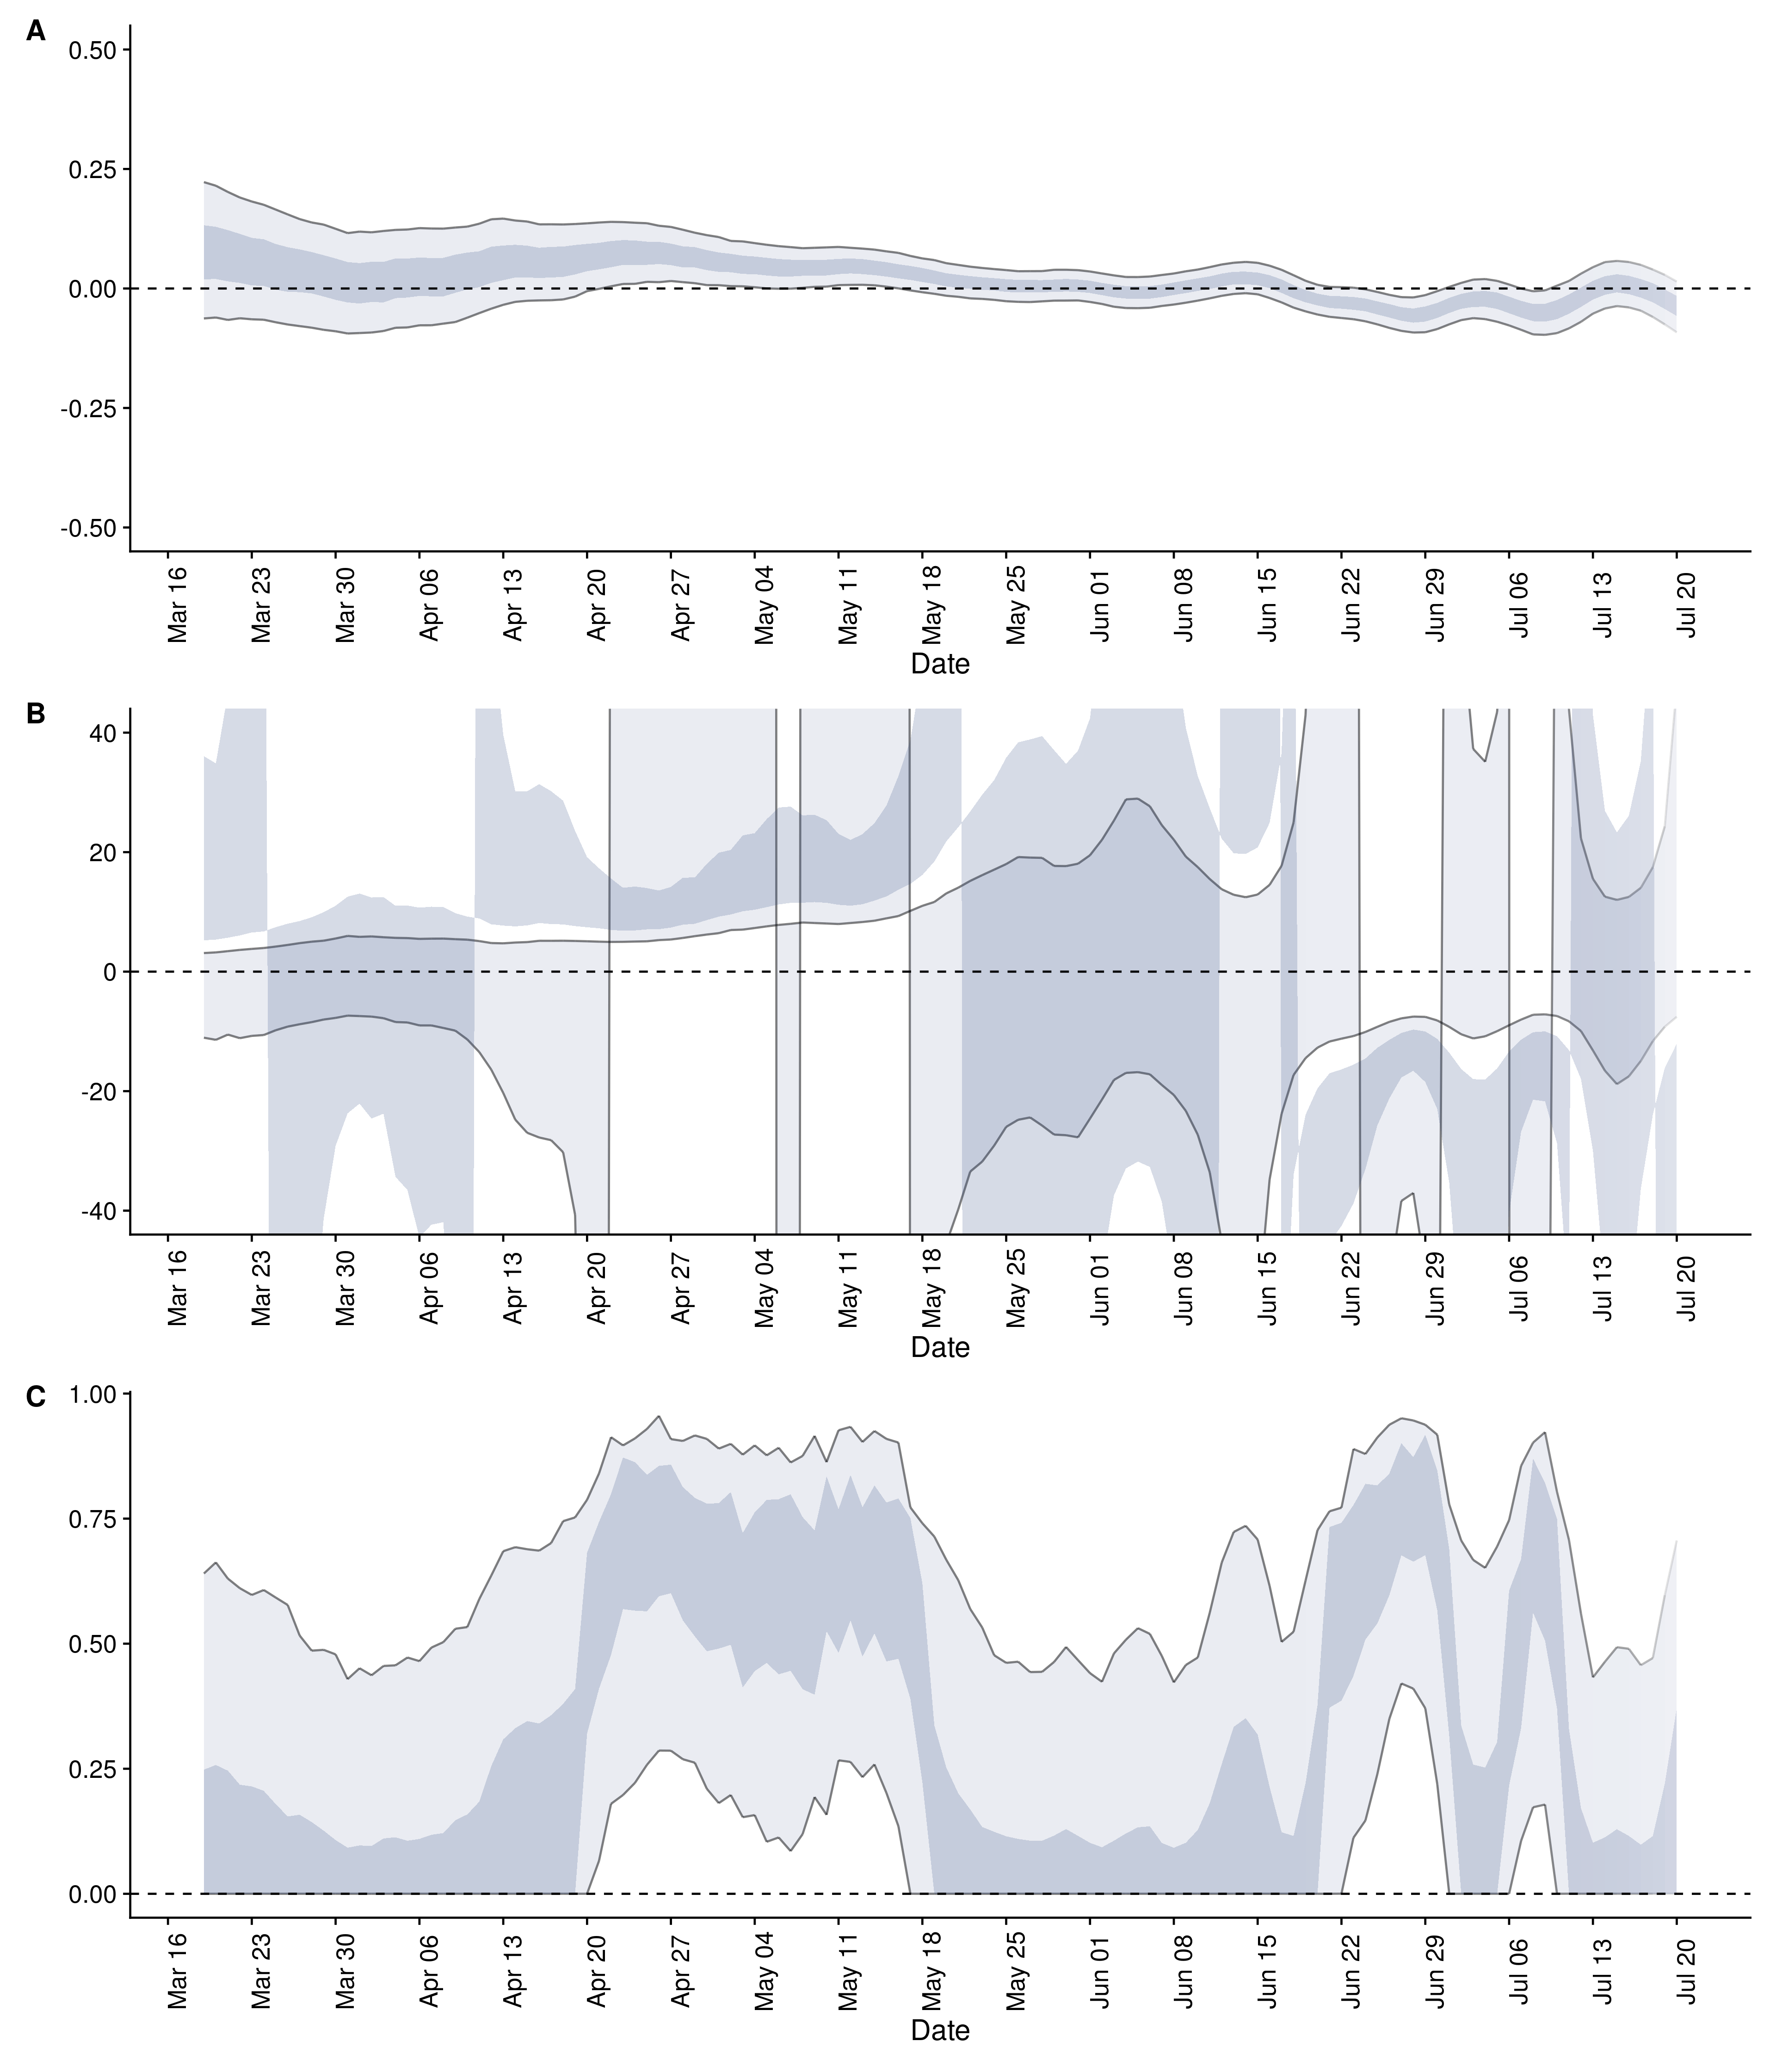 A
0.50
0.25
0.00
-0.25
-0.50
Mar 16
Mar 23
Mar 30
Apr 06
Apr 13
Apr 20
Apr 27
May 04
May 11
May 18
May 25
Jun 01
Jun 08
Jun 15
Jun 22
Jun 29
Jul 06
Jul 13
Jul 20
Date
B
40
20
0
-20
-40
Mar 16
Mar 23
Mar 30
Apr 06
Apr 13
Apr 20
Apr 27
May 04
May 11
May 18
May 25
Jun 01
Jun 08
Jun 15
Jun 22
Jun 29
Jul 06
Jul 13
Jul 20
Date
C
1.00
0.75
0.50
0.25
0.00
Mar 16
Mar 23
Mar 30
Apr 06
Apr 13
Apr 20
Apr 27
May 04
May 11
May 18
May 25
Jun 01
Jun 08
Jun 15
Jun 22
Jun 29
Jul 06
Jul 13
Jul 20
Date